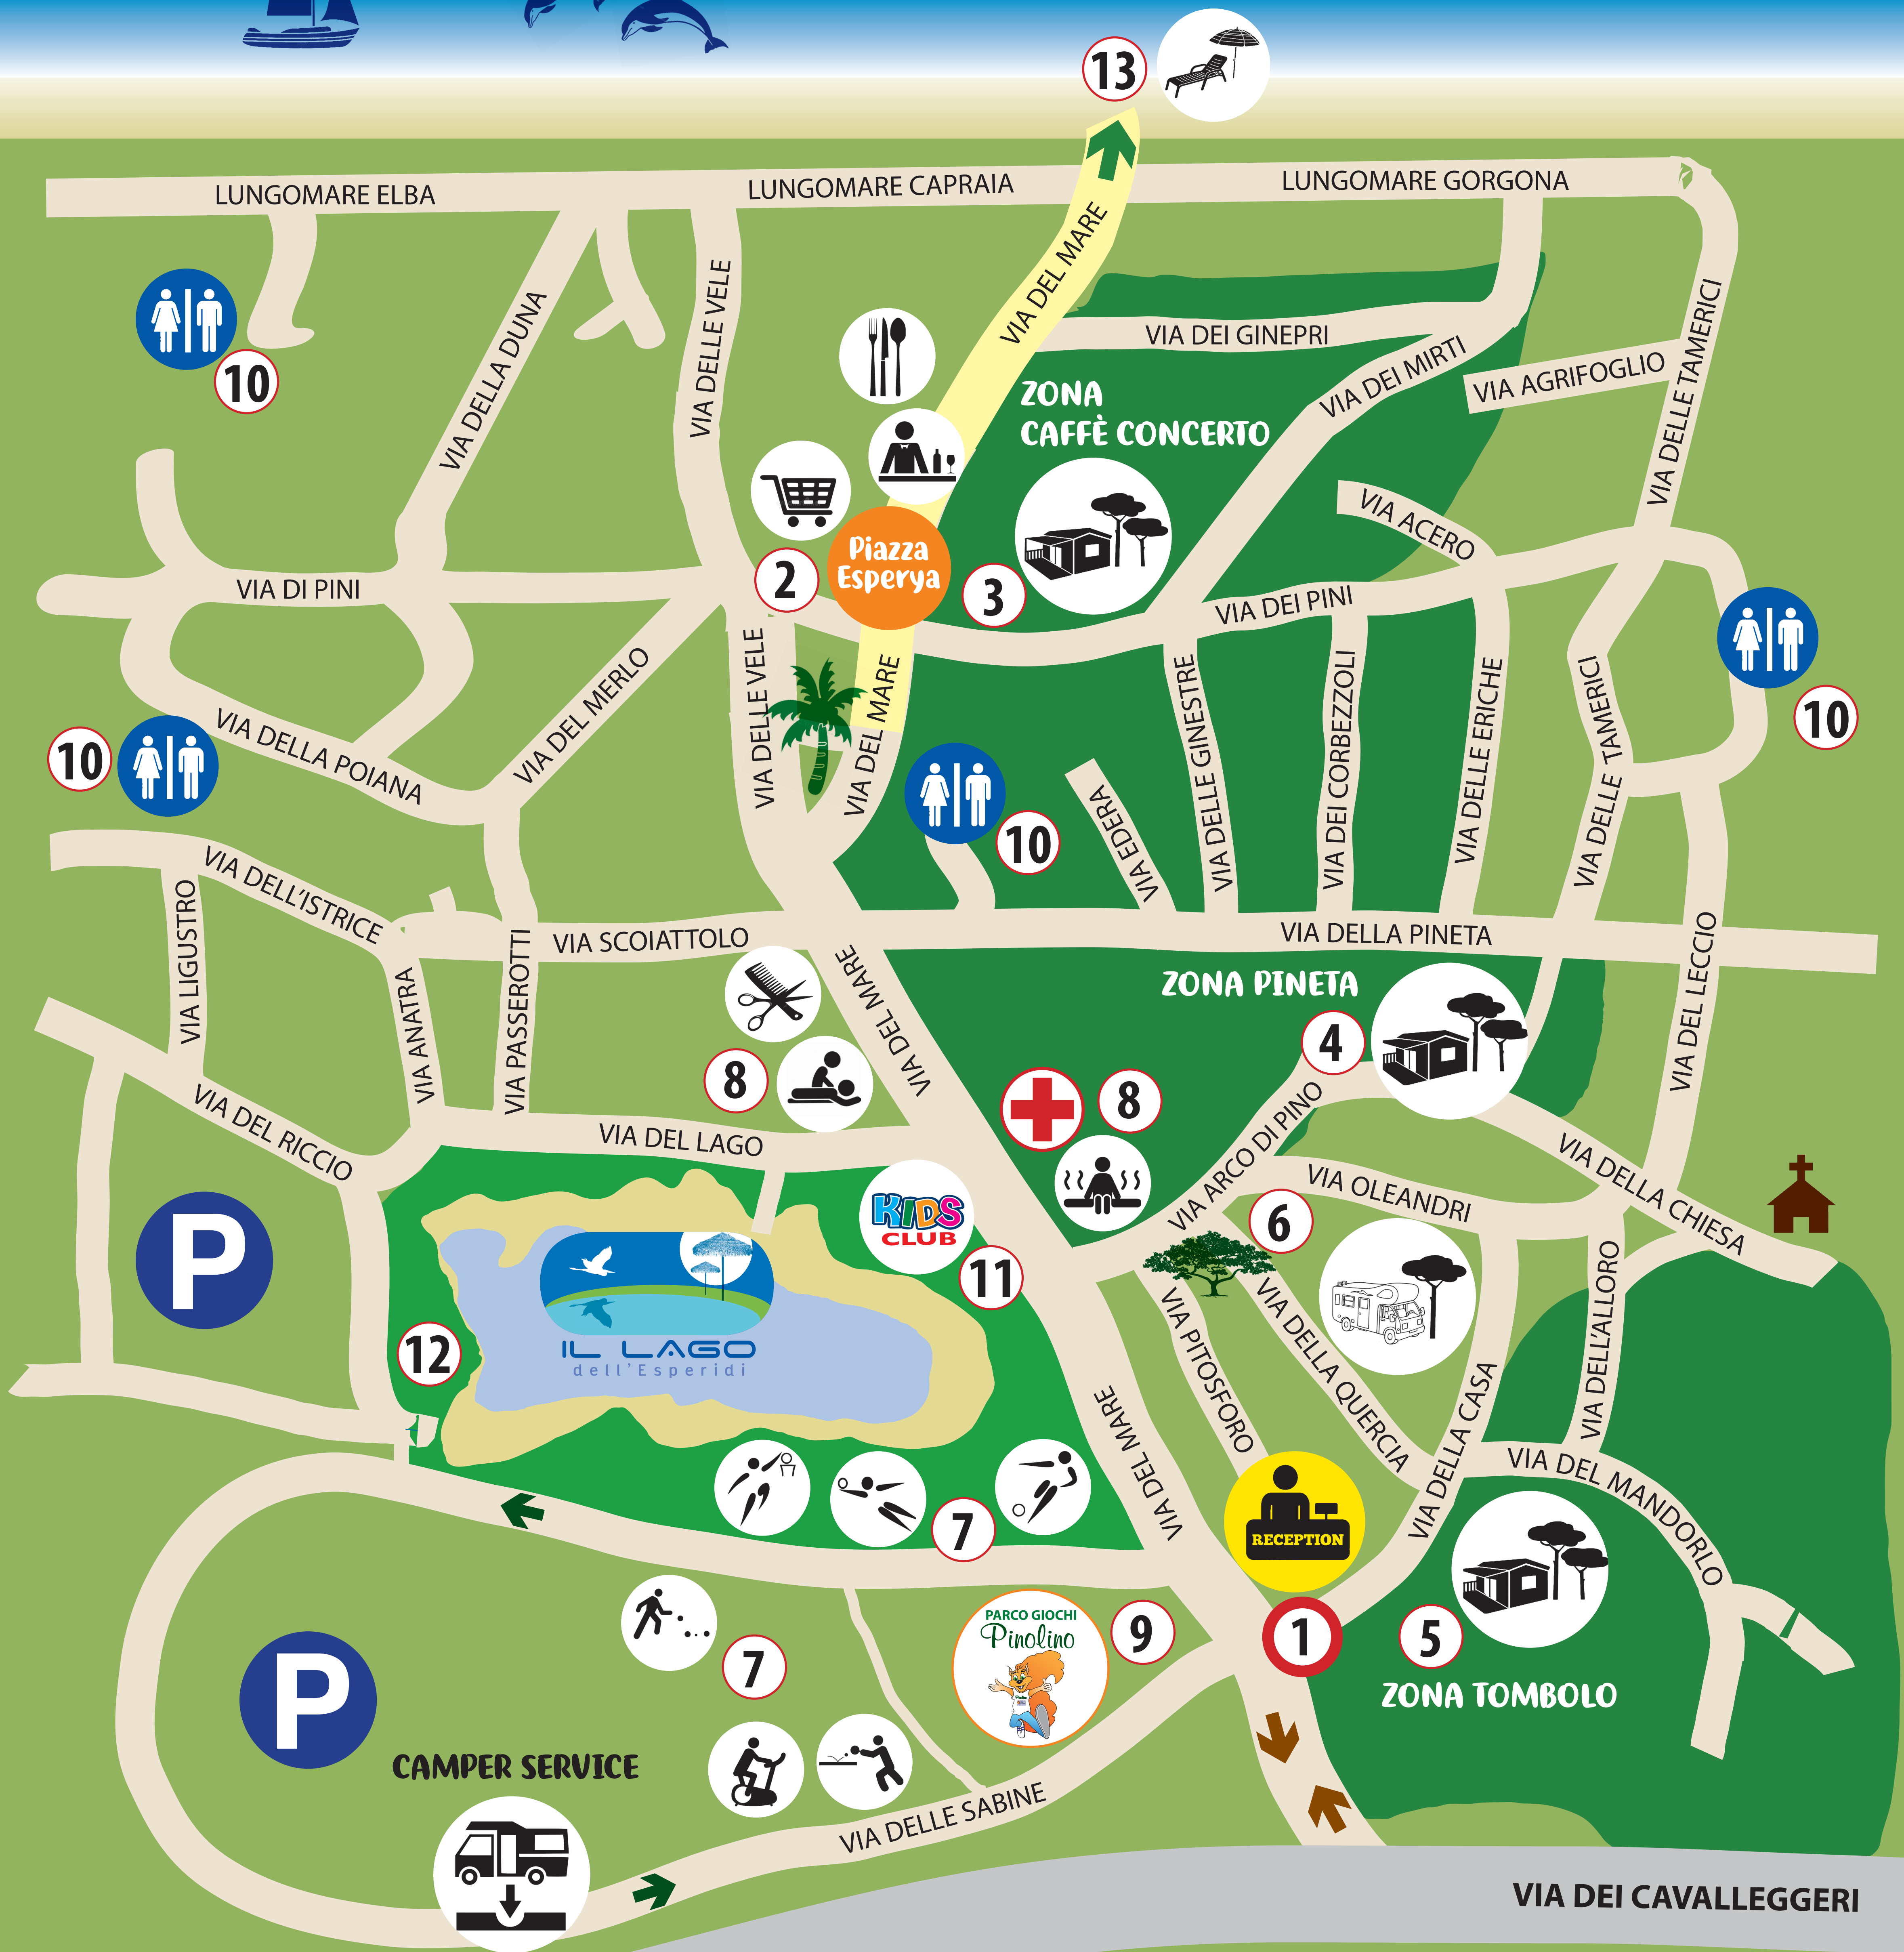 13
LUNGOMARE ELBA
LUNGOMARE CAPRAIA
LUNGOMARE GORGONA
VIA DEL MARE
VIA DELLA DUNA
VIA DELLE VELE
VIA DEI GINEPRI
VIA DEI MIRTI
VIA AGRIFOGLIO
VIA DELLE TAMERICI
10
ZONA
CAFFÈ CONCERTO
VIA ACERO
Piazza
Esperya
2
3
VIA DI PINI
VIA DEI PINI
VIA DELLE VELE
VIA DEL MARE
VIA DEL MERLO
VIA DELLA POIANA
10
10
VIA EDERA
VIA DELLE GINESTRE
VIA DEI CORBEZZOLI
VIA DELLE ERICHE
VIA DELLE TAMERICI
10
VIA DELL'ISTRICE
VIA LIGUSTRO
VIA ANATRA
VIA PASSEROTTI
VIA SCOIATTOLO
VIA DELLA PINETA
VIA DEL LECCIO
VIA DEL MARE
ZONA PINETA
4
8
8
VIA DEL RICCIO
VIA DEL LAGO
VIA ARCO DI PINO
VIA OLEANDRI
VIA DELLA CHIESA
6
KIDS
CLUB
11
P
IL LAGO
dell'Esperidi
12
VIA PITOSFORO
VIA DELLA QUERCIA
VIA DELLA CASA
VIA DELL'ALLORO
VIA DEL MARE
VIA DEL MANDORLO
RECEPTION
7
1
5
ZONA TOMBOLO
PARCO GIOCHI
Pinolino
9
7
P
CAMPER SERVICE
VIA DELLE SABINE
VIA DEI CAVALLEGGERI